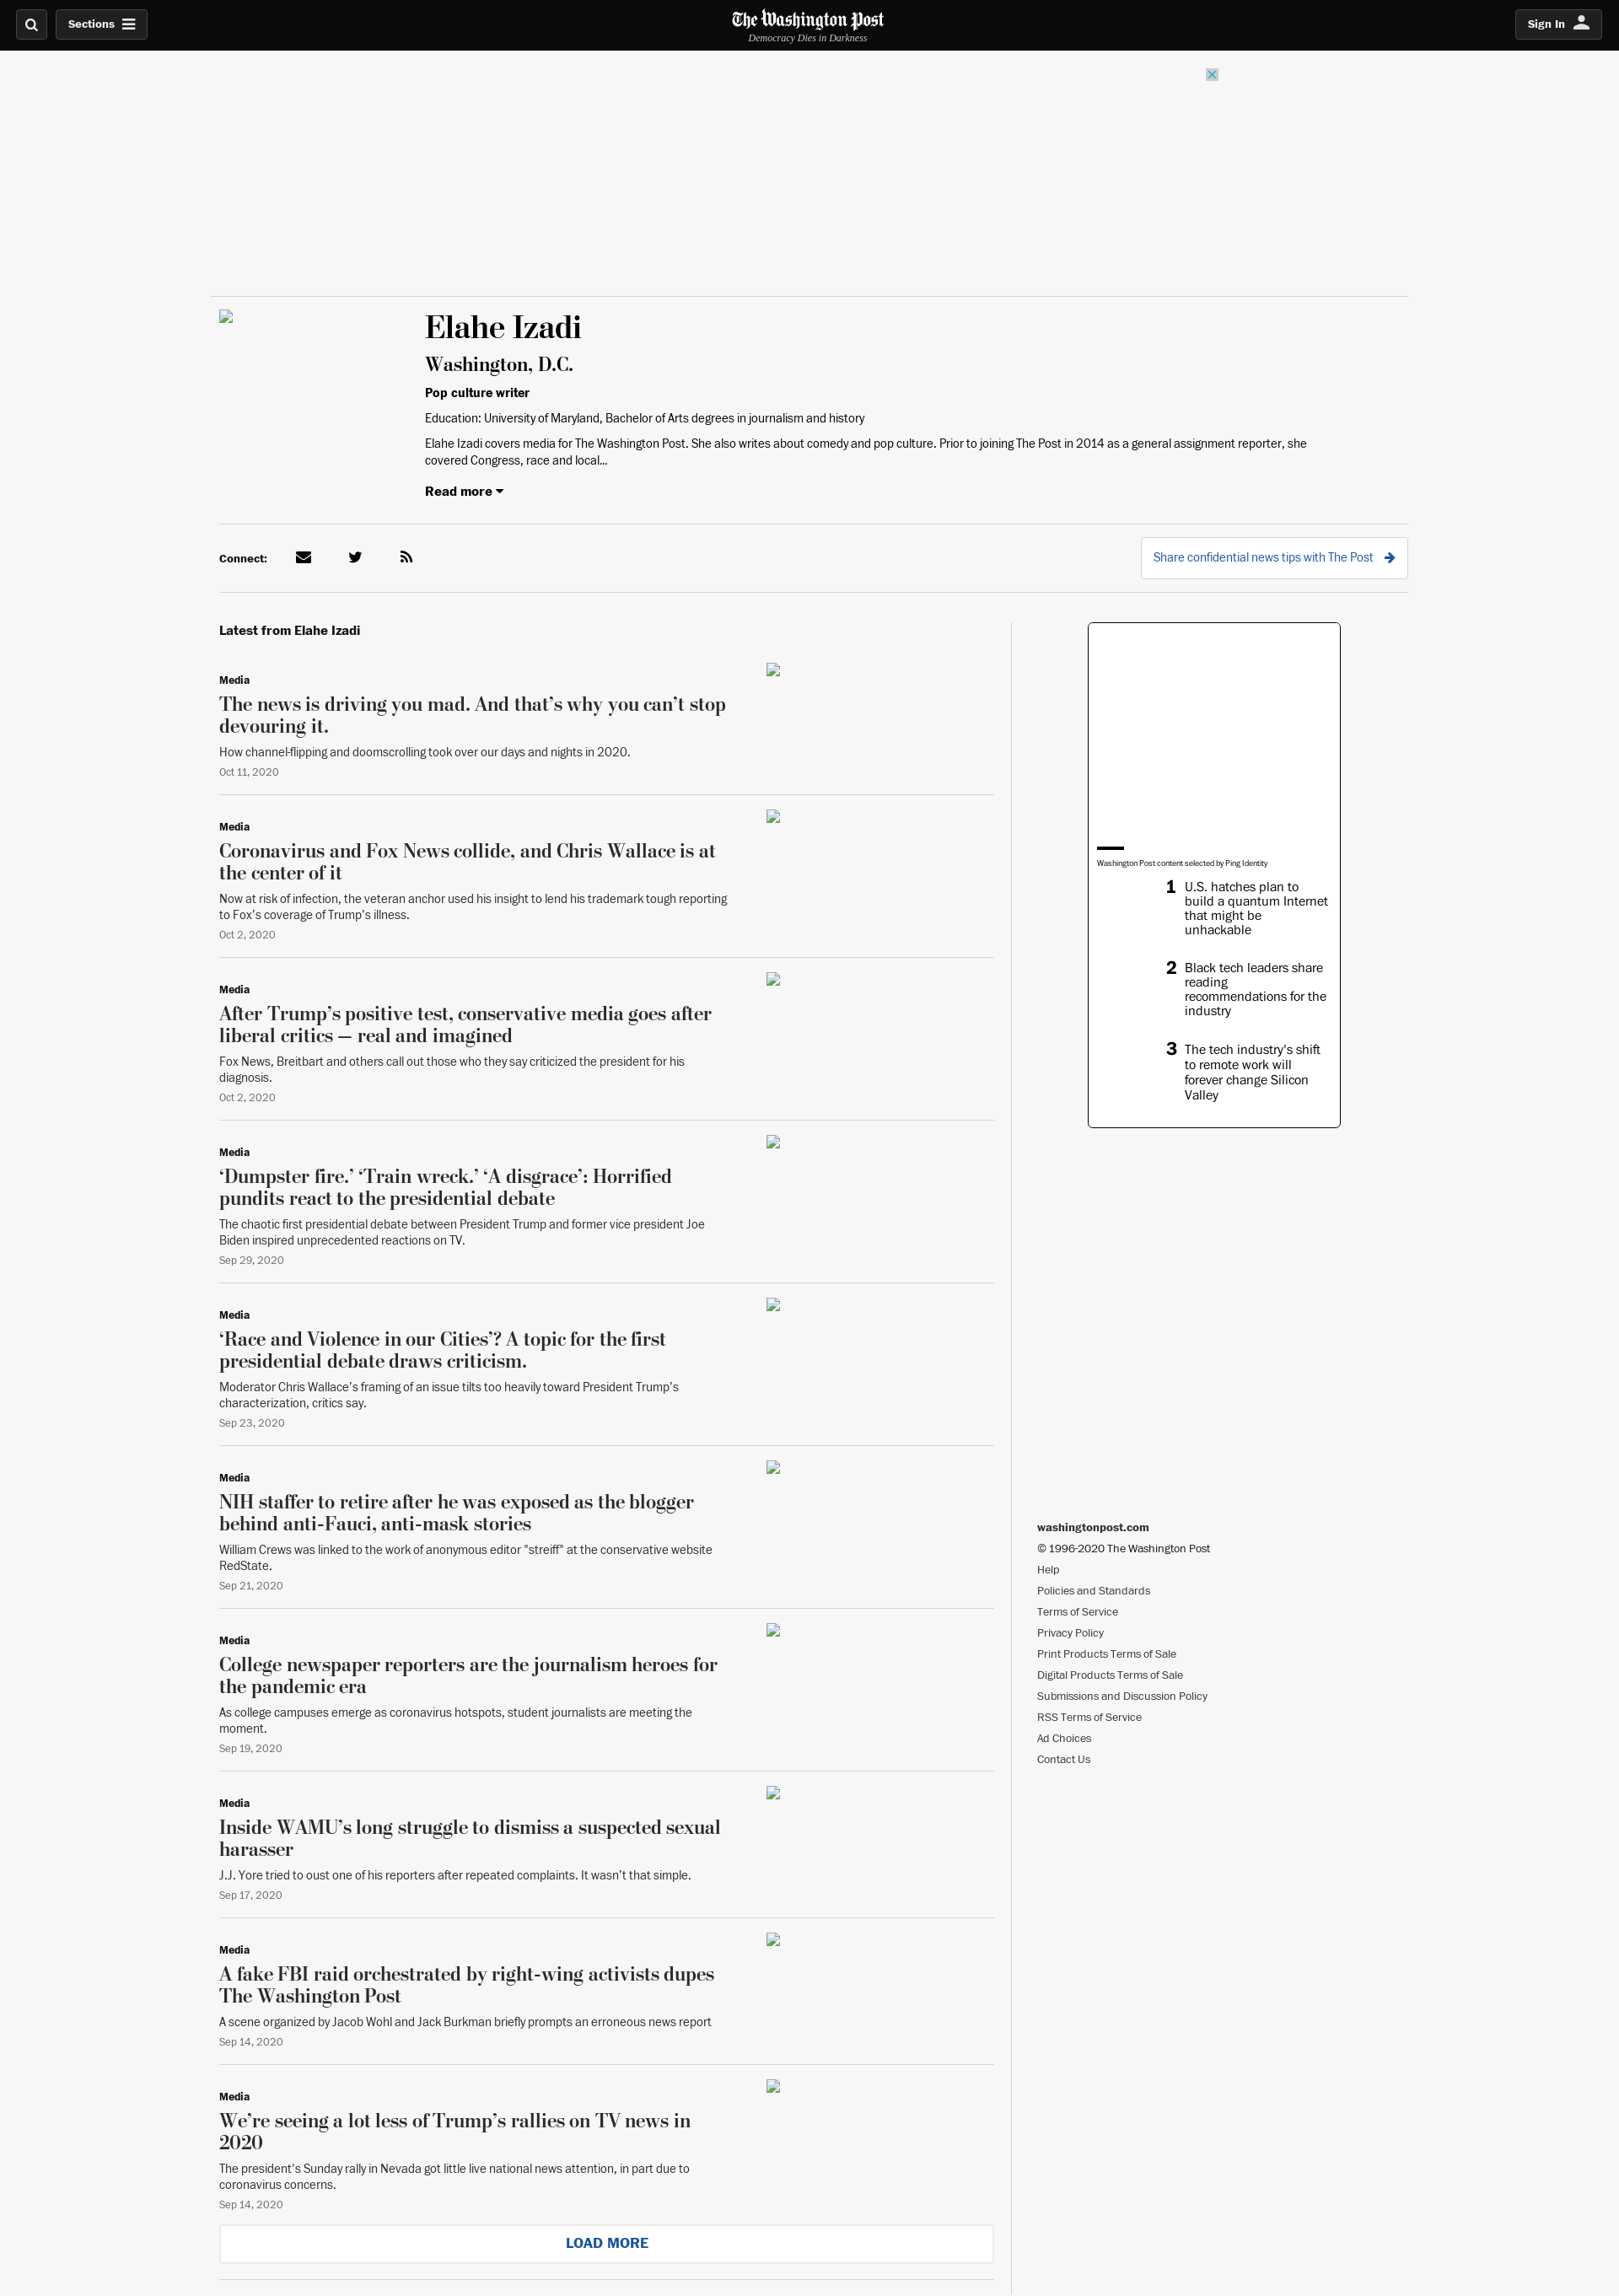 Sections
The Washington Post
Democracy Dies in Darkness
Sign In
Elahe Izadi
Washington, D.C.
Pop culture writer
Education: University of Maryland, Bachelor of Arts degrees in journalism and history
Elahe Izadi covers media for The Washington Post. She also writes about comedy and pop culture. Prior to joining The Post in 2014 as a general assignment reporter, she
covered Congress, race and local...
Read more
Connect:
Share confidential news tips with The Post
Latest from Elahe Izadi
Media
The news is driving you mad. And that’s why you can’t stop
devouring it.
How channel-flipping and doomscrolling took over our days and nights in 2020.
Oct 11, 2020
Media
Coronavirus and Fox News collide, and Chris Wallace is at
the center of it
Now at risk of infection, the veteran anchor used his insight to lend his trademark tough reporting
to Fox’s coverage of Trump’s illness.
Oct 2, 2020
Media
After Trump’s positive test, conservative media goes after
liberal critics — real and imagined
Fox News, Breitbart and others call out those who they say criticized the president for his
diagnosis.
Oct 2, 2020
Media
‘Dumpster fire.’ ‘Train wreck.’ ‘A disgrace’: Horrified
pundits react to the presidential debate
The chaotic first presidential debate between President Trump and former vice president Joe
Biden inspired unprecedented reactions on TV.
Sep 29, 2020
Media
‘Race and Violence in our Cities’? A topic for the first
presidential debate draws criticism.
Moderator Chris Wallace’s framing of an issue tilts too heavily toward President Trump’s
characterization, critics say.
Sep 23, 2020
Media
NIH staffer to retire after he was exposed as the blogger
behind anti-Fauci, anti-mask stories
William Crews was linked to the work of anonymous editor "streiff" at the conservative website
RedState.
Sep 21, 2020
Media
College newspaper reporters are the journalism heroes for
the pandemic era
As college campuses emerge as coronavirus hotspots, student journalists are meeting the
moment.
Sep 19, 2020
Media
Inside WAMU’s long struggle to dismiss a suspected sexual
harasser
J.J. Yore tried to oust one of his reporters after repeated complaints. It wasn’t that simple.
Sep 17, 2020
Media
A fake FBI raid orchestrated by right-wing activists dupes
The Washington Post
A scene organized by Jacob Wohl and Jack Burkman briefly prompts an erroneous news report
Sep 14, 2020
Media
We’re seeing a lot less of Trump’s rallies on TV news in
2020
The president’s Sunday rally in Nevada got little live national news attention, in part due to
coronavirus concerns.
Sep 14, 2020
LOAD MORE
Washington Post content selected by Ping Identity
1 U.S. hatches plan to
build a quantum Internet
that might be
unhackable
2 Black tech leaders share
reading
recommendations for the
industry
3 The tech industry's shift
to remote work will
forever change Silicon
Valley
washingtonpost.com
© 1996-2020 The Washington Post
Help
Policies and Standards
Terms of Service
Privacy Policy
Print Products Terms of Sale
Digital Products Terms of Sale
Submissions and Discussion Policy
RSS Terms of Service
Ad Choices
Contact Us